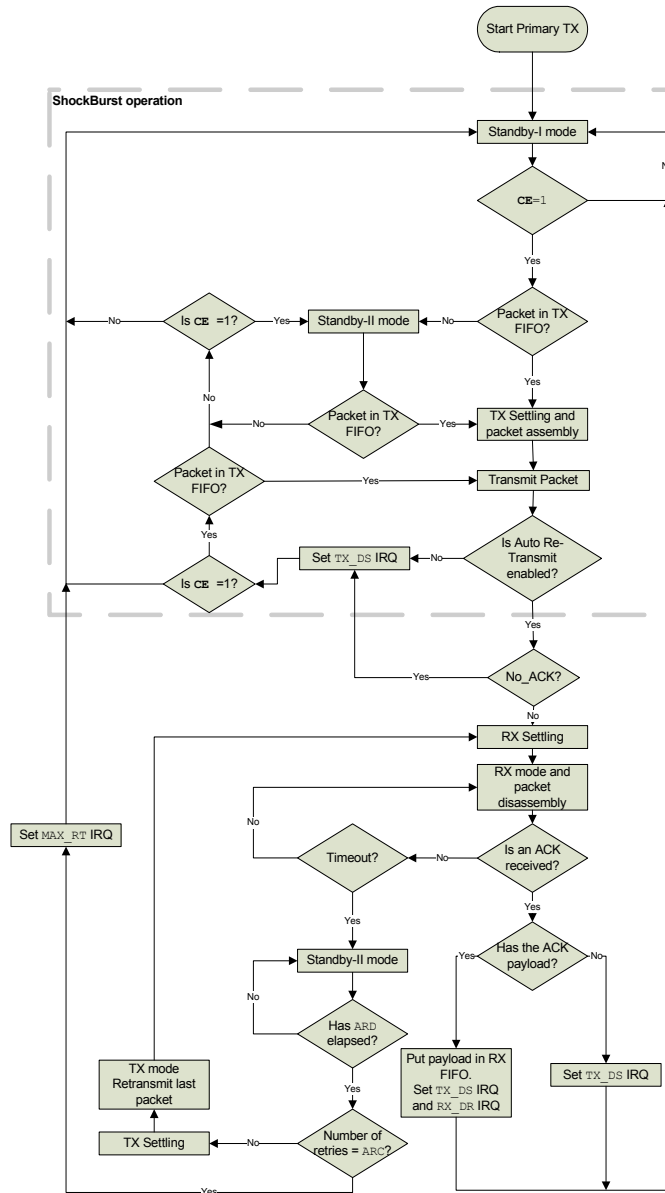 Start Primary TX
ShockBurst operation
Standby-I mode
CE=1
Yes
Is CE =1?
No
Yes
Standby-II mode
No
Packet in TX
FIFO?
Yes
No
Packet in TX
FIFO?
No
Yes
TX Settling and
packet assembly
Packet in TX
FIFO?
Yes
Transmit Packet
Yes
Is CE =1?
Set TX_DS IRQ
No
Is Auto Re-
Transmit
enabled?
Yes
No_ACK?
Yes
No
RX Settling
RX mode and
packet
disassembly
No
Set MAX_RT IRQ
Timeout?
No
Is an ACK
received?
Yes
Yes
Has the ACK
payload?
Yes
No
Standby-II mode
No
Has ARD
elapsed?
Yes
Put payload in RX
FIFO.
Set TX_DS IRQ
and RX_DR IRQ
Set TX_DS IRQ
TX mode
Retransmit last
packet
TX Settling
No
Number of
retries = ARC?
Yes